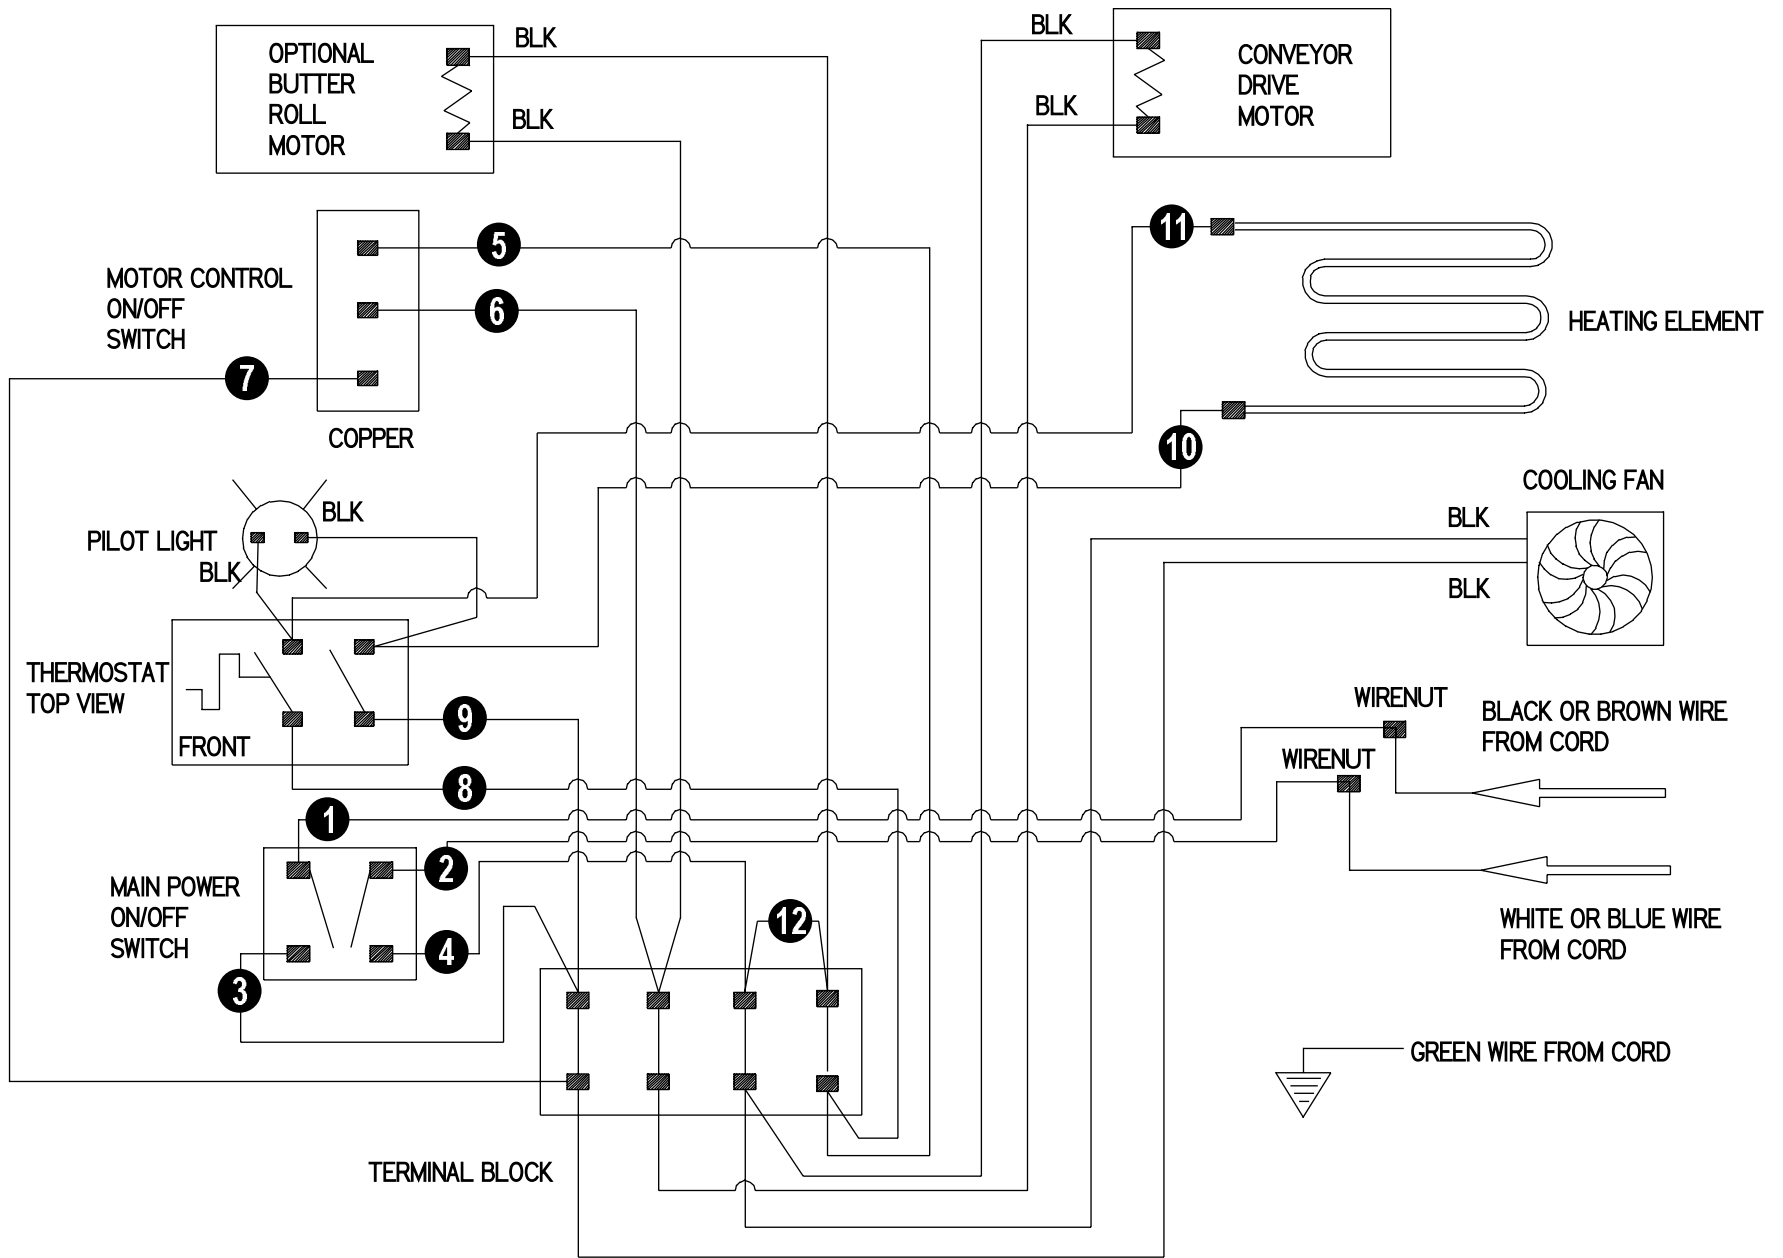 OPTIONAL
BUTTER
ROLL
MOTOR
BLK
BLK
BLK
BLK
CONVEYOR
DRIVE
MOTOR
MOTOR CONTROL
ON/OFF
SWITCH
5
6
7
COPPER
11
10
HEATING ELEMENT
PILOT LIGHT
BLK
BLK
COOLING FAN
BLK
BLK
THERMOSTAT
TOP VIEW
FRONT
9
8
WIRENUT
WIRENUT
BLACK OR BROWN WIRE
FROM CORD
1
2
MAIN POWER
ON/OFF
SWITCH
4
3
12
WHITE OR BLUE WIRE
FROM CORD
GREEN WIRE FROM CORD
TERMINAL BLOCK